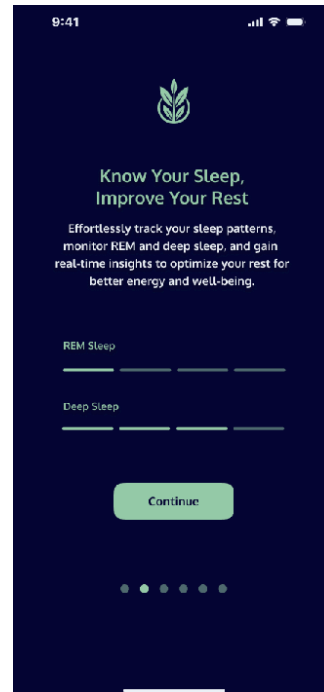 9:41
Know Your Sleep,
Improve Your Rest
Effortlessly track your sleep patterns,
monitor REM and deep sleep, and gain
real-time insights to optimize your rest for
better energy and well-being.
REM Sleep
Deep Sleep
Continue